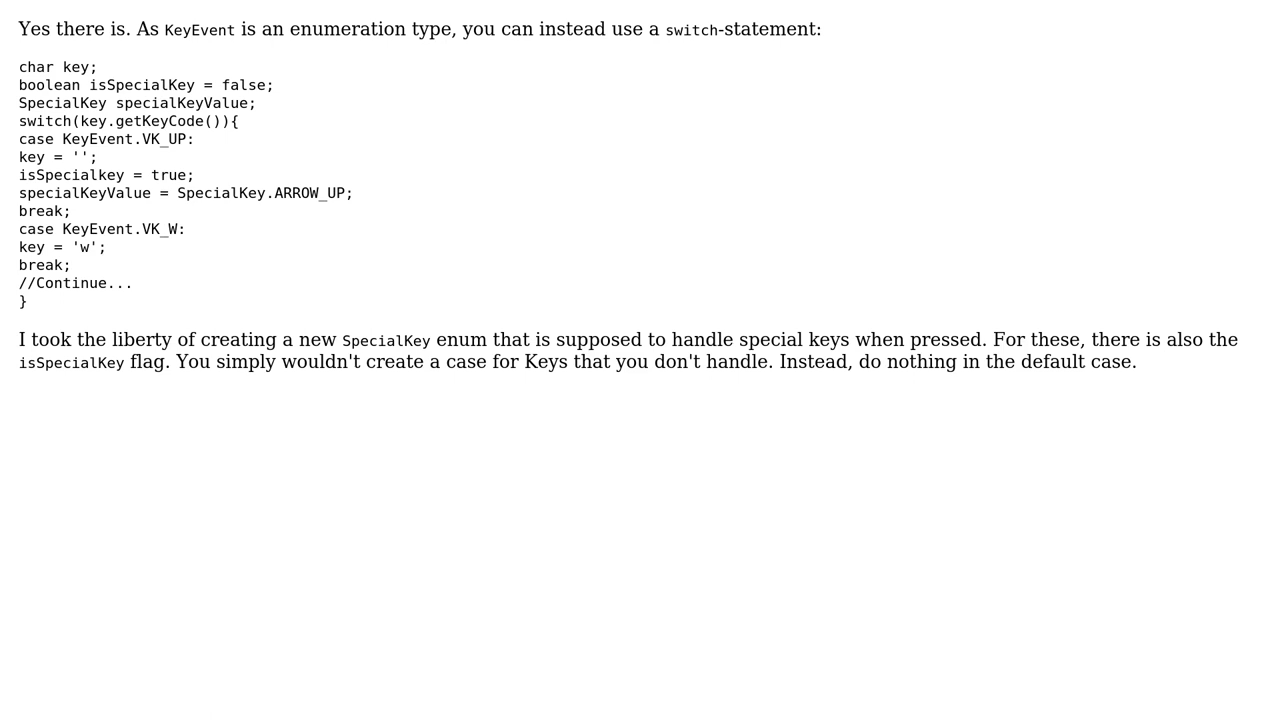 Yes there is. As KeyEvent is an enumeration type, you can instead use a switch-statement:
char key;
boolean isSpecialKey = false;
SpecialKey specialKeyValue;
switch(key.getKeyCode()){
case KeyEvent.VK_UP:
key = '';
isSpecialkey = true;
specialKeyValue = SpecialKey.ARROW_UP;
break;
case KeyEvent.VK_W:
key = 'w';
break;
//Continue...
}
I took the liberty of creating a new SpecialKey enum that is supposed to handle special keys when pressed. For these, there is also the
isSpecialKey flag. You simply wouldn't create a case for Keys that you don't handle. Instead, do nothing in the default case.